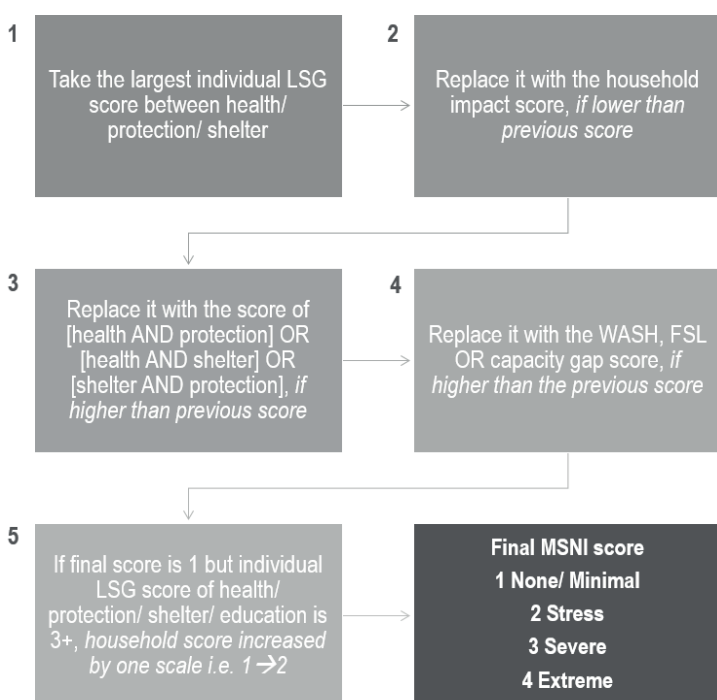 1
Take the largest individual LSG
score between health/
protection/ shelter
2
Replace it with the household
impact score, if lower than
previous score
3
Replace it with the score of
[health AND protection] OR
[health AND shelter] OR
[shelter AND protection], if
higher than previous score
4
Replace it with the WASH, FSL
OR capacity gap score, if
higher than the previous score
5
If final score is 1 but individual
LSG score of health/
protection/ shelter/ education is
3+, household score increased
by one scale i.e. 1→2
Final MSNI score
1 None/ Minimal
2 Stress
3 Severe
4 Extreme